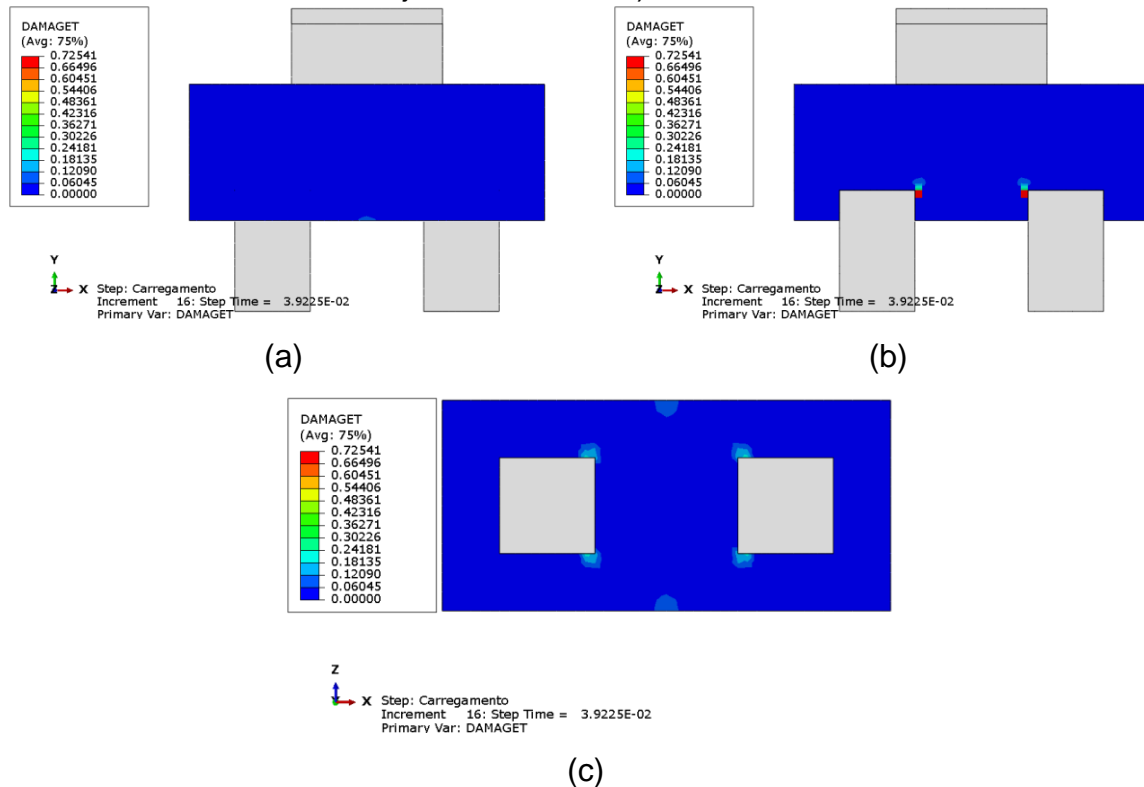 DAMAGET
(Avg: 75%)
0.72541
0.66496
0.60451
0.54406
0.48361
0.42316
0.36271
0.30226
0.24181
0.18135
0.12090
0.06045
0.00000
Y
Z X
Step: Carregamento
Increment 16: Step Time = 3.9225E-02
Primary Var: DAMAGET
(a)
DAMAGET
(Avg: 75%)
0.72541
0.66496
0.60451
0.54406
0.48361
0.42316
0.36271
0.30226
0.24181
0.18135
0.12090
0.06045
0.00000
Y
Z X
Step: Carregamento
Increment 16: Step Time = 3.9225E-02
Primary Var: DAMAGET
(b)
DAMAGET
(Avg: 75%)
0.72541
0.66496
0.60451
0.54406
0.48361
0.42316
0.36271
0.30226
0.24181
0.18135
0.12090
0.06045
0.00000
Z
Y X
Step: Carregamento
Increment 16: Step Time = 3.9225E-02
Primary Var: DAMAGET
(c)